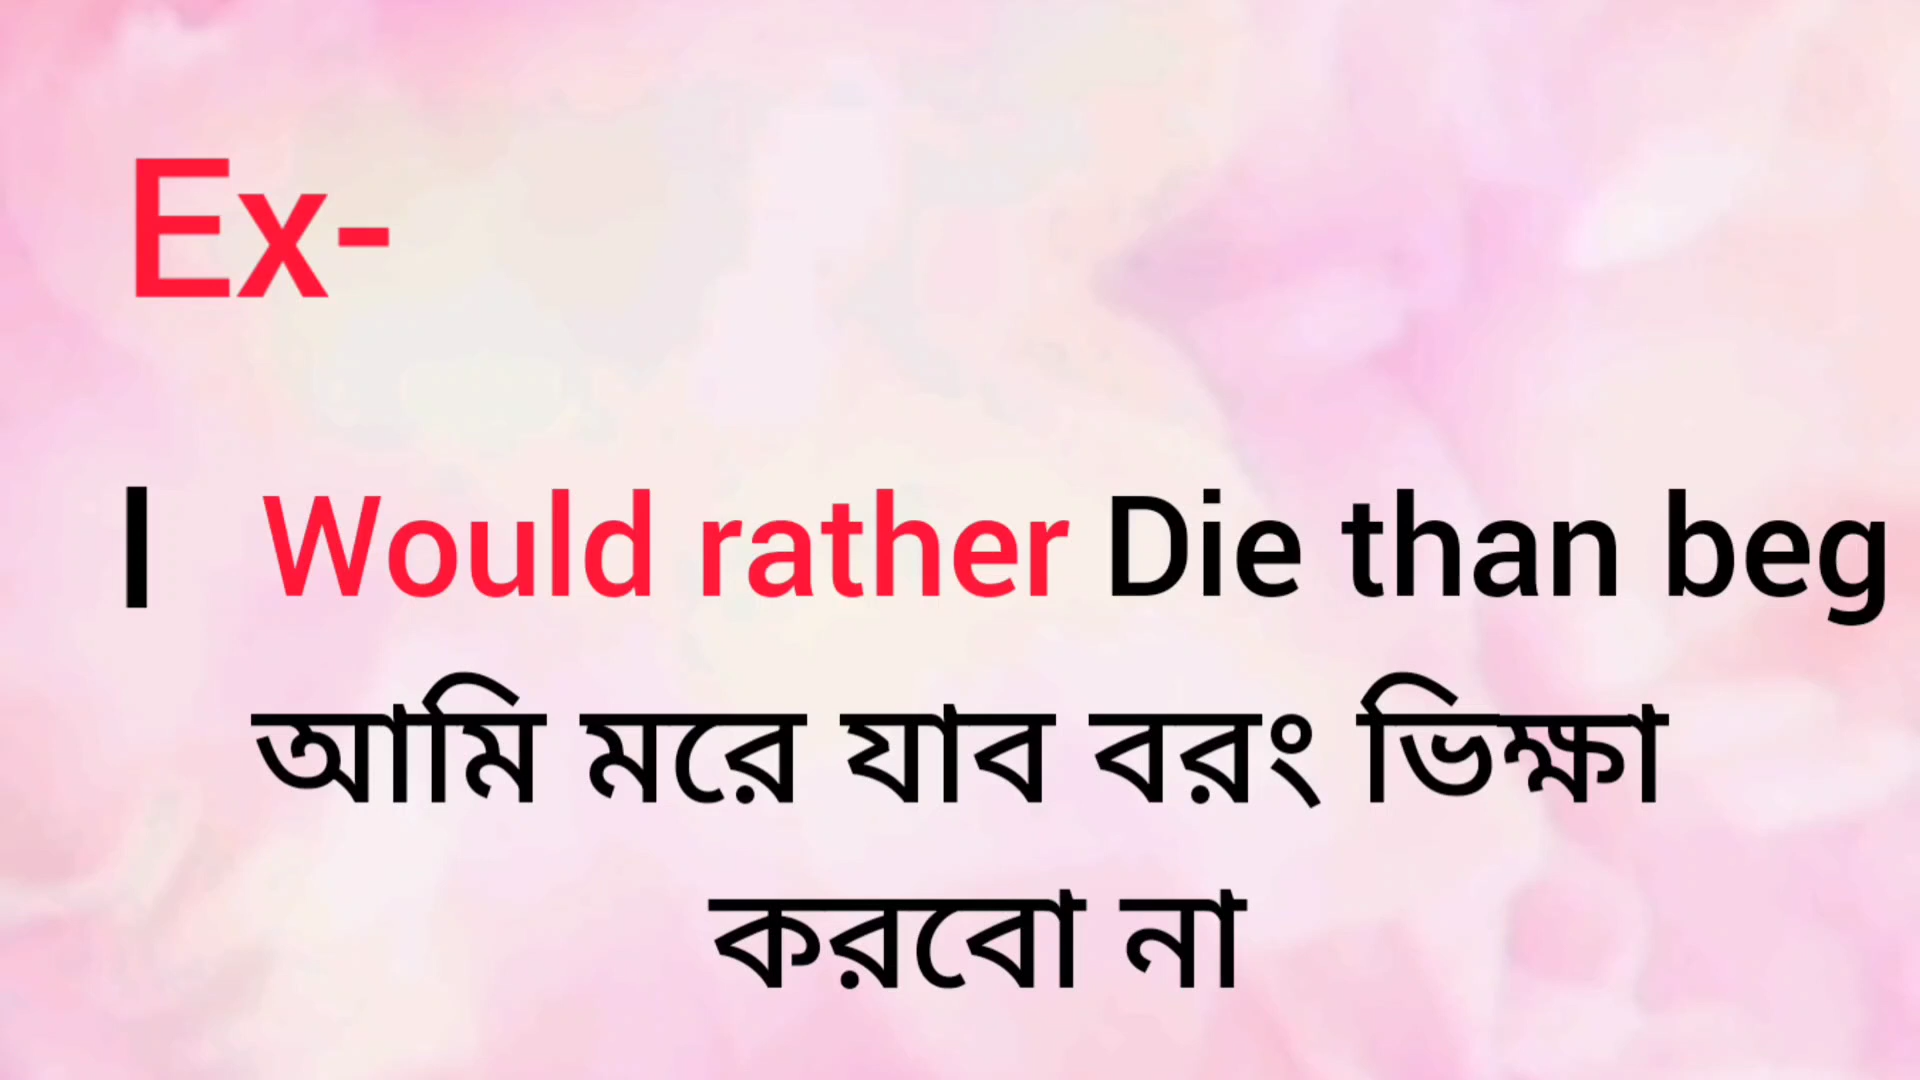 Ex-
I Would rather Die than beg
আমি মরে যাব বরং ভিক্ষা
করবো না